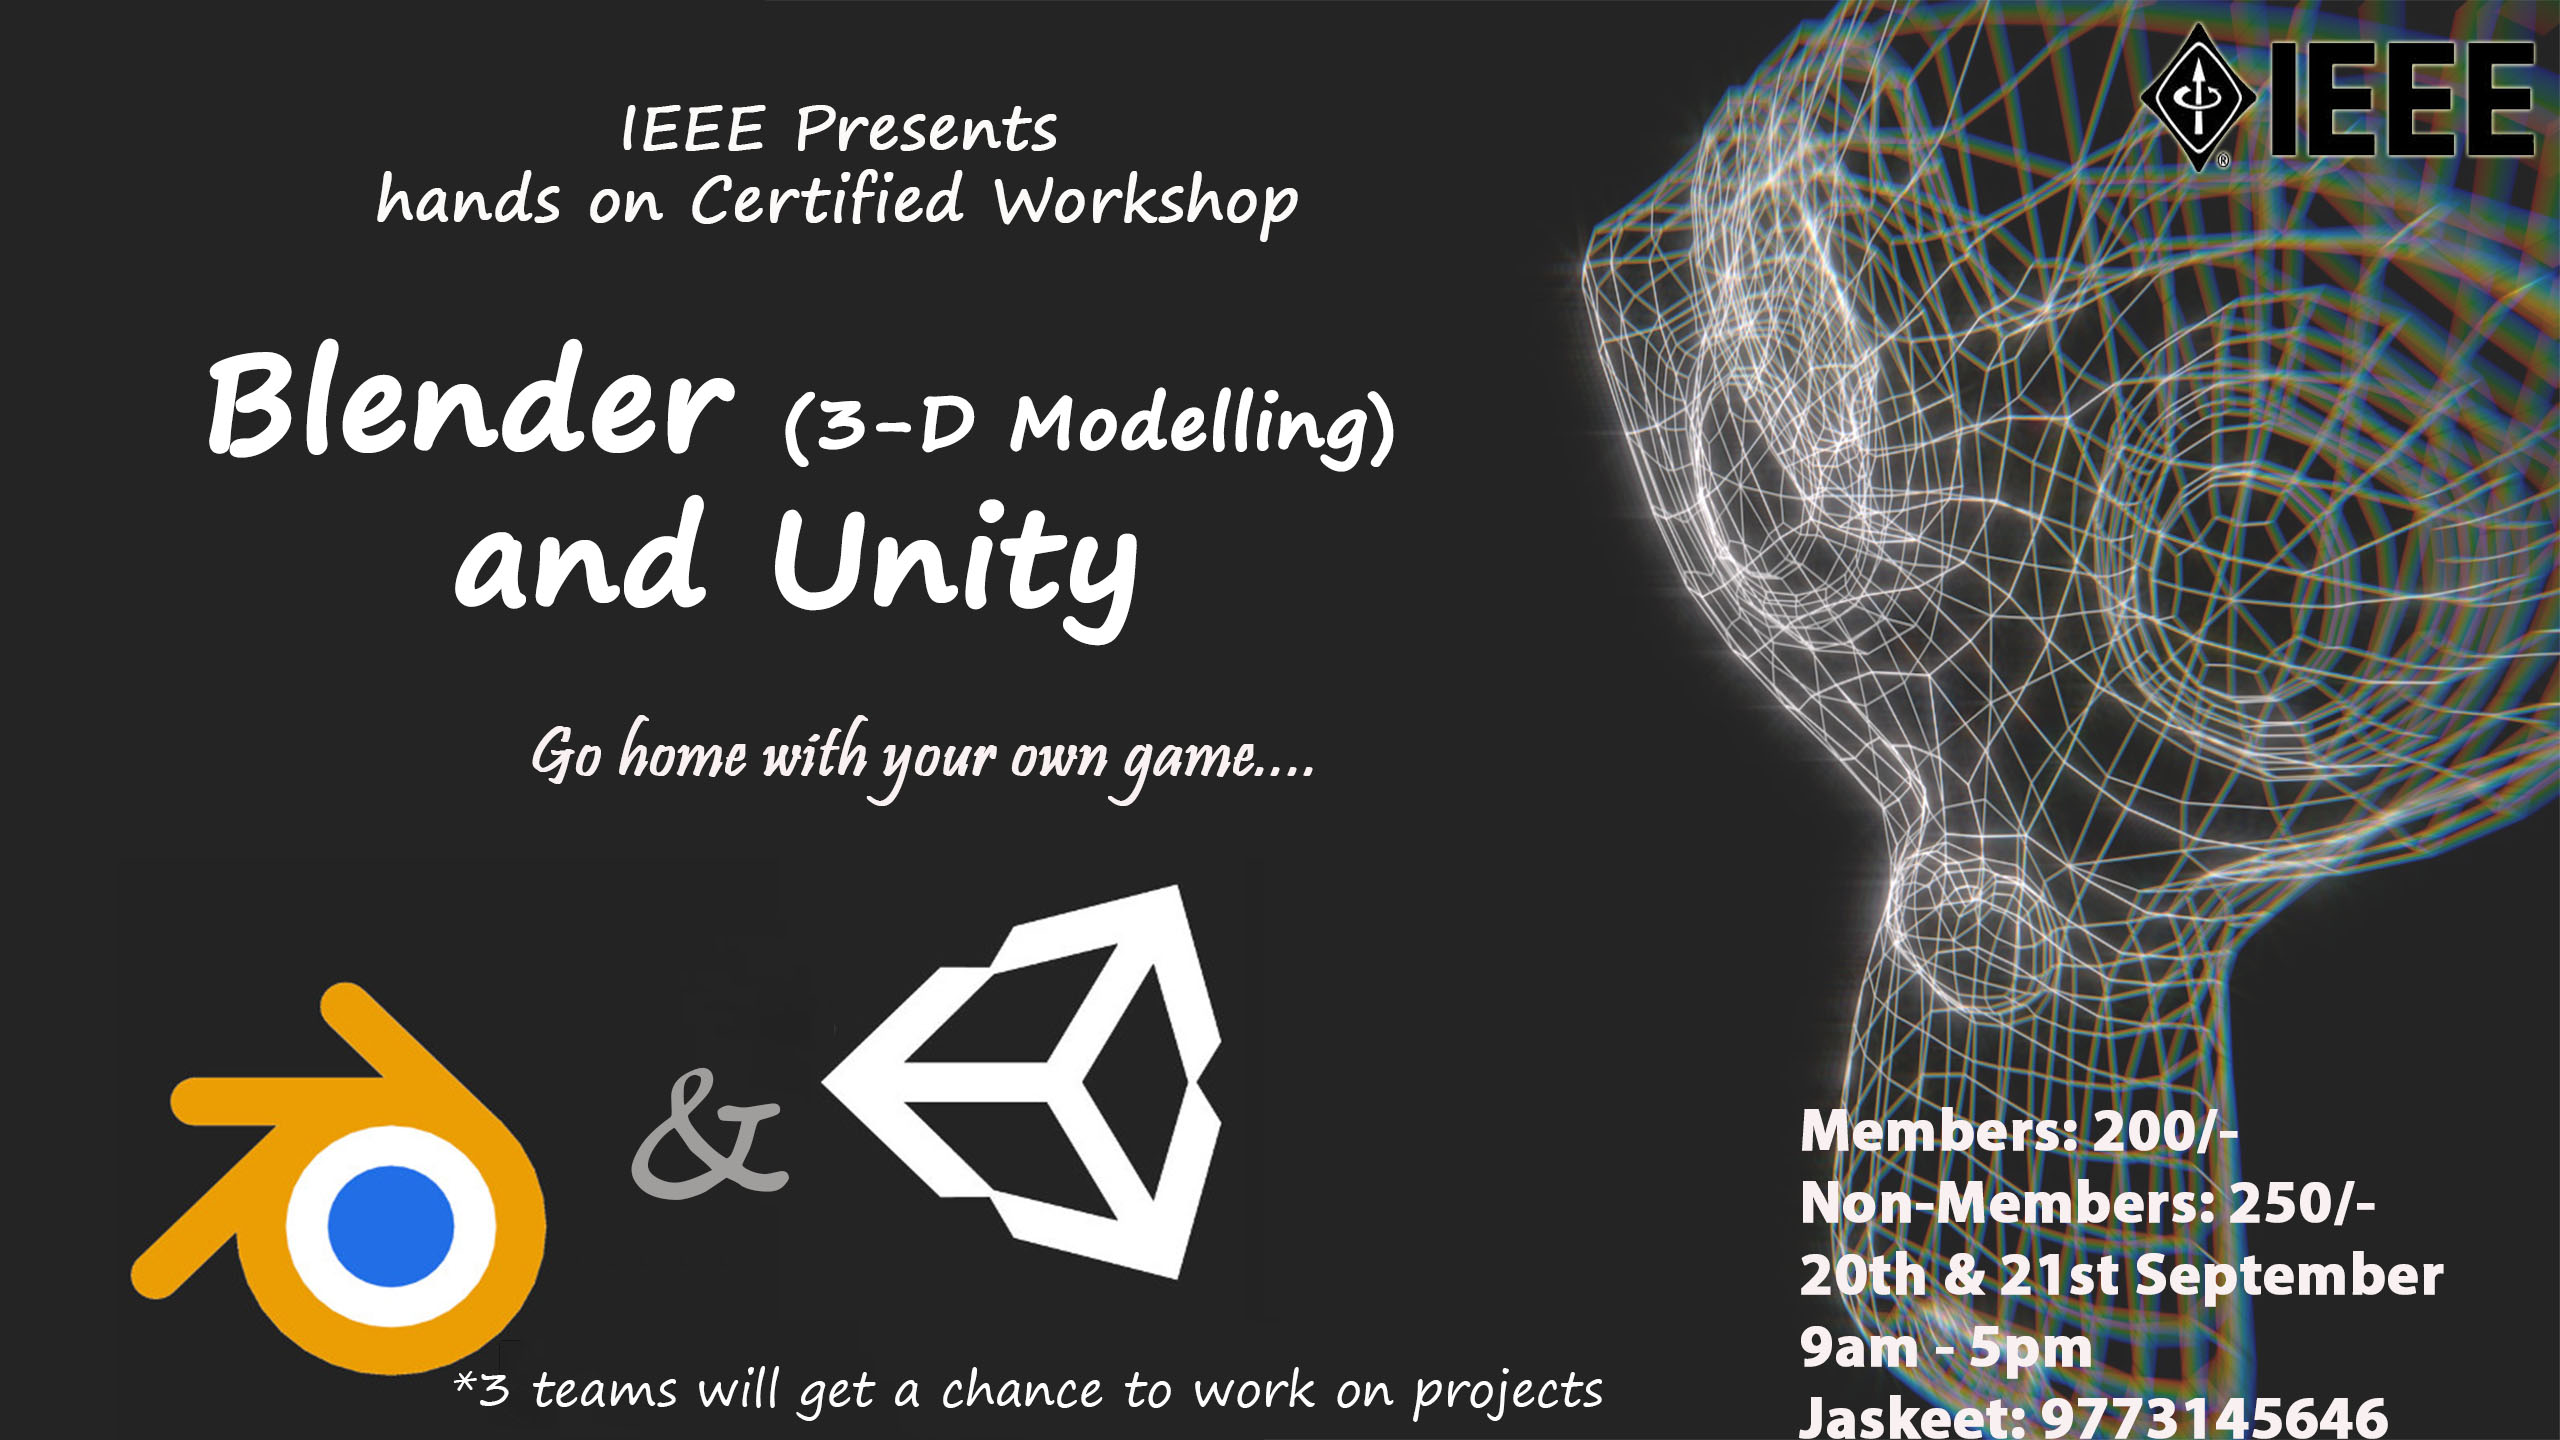 IEEE
IEEE Presents
hands on Certified Workshop
Blender (3-D Modelling)
and Unity
Go home with your own game....
&
*3 teams will get a chance to work on projects
Members: 200/-
Non-Members: 250/-
20th & 21st September
9am - 5pm
Jaskeet: 9773145646